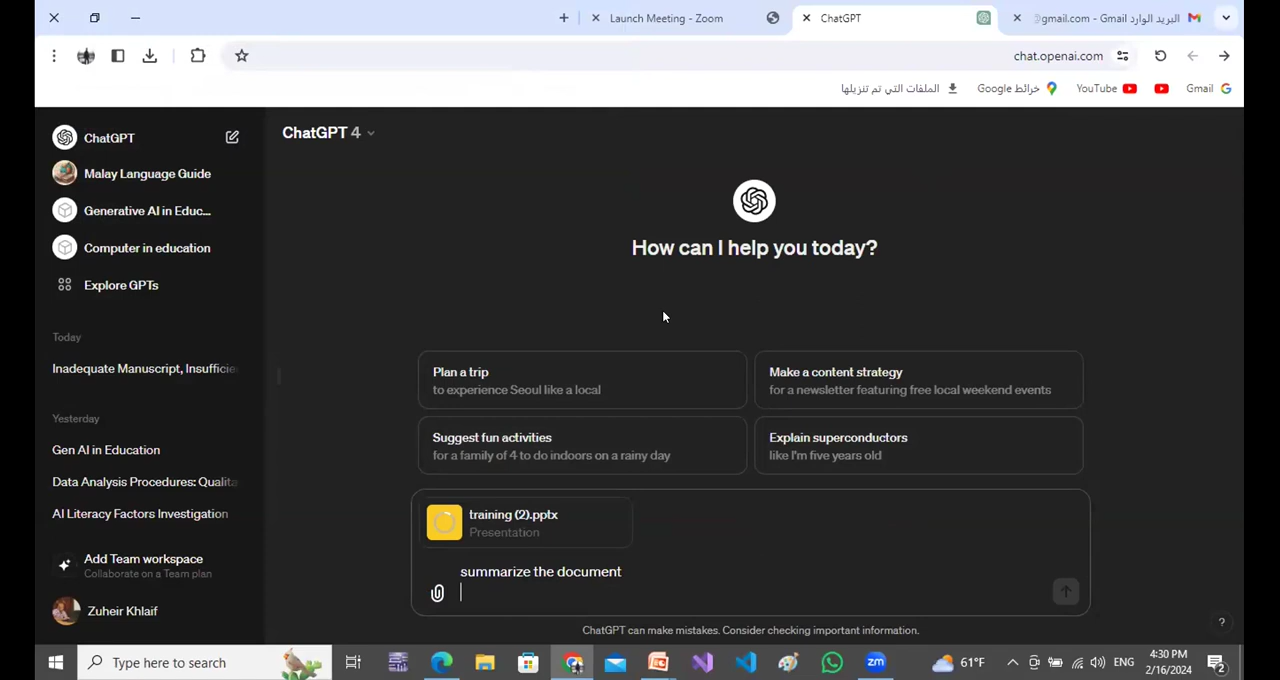 Launch Meeting - Zoom
ChatGPT
@gmail.com - Gmail البريد الوارد
chat.openai.com
الملفات التي تم تنزيلها
خرائط Google
YouTube
Gmail
ChatGPT
Malay Language Guide
Generative AI in Educ...
Computer in education
Explore GPTs
Today
Inadequate Manuscript, Insufficie
Yesterday
Gen AI in Education
Data Analysis Procedures: Qualita
AI Literacy Factors Investigation
Add Team workspace
Collaborate on a Team plan
Zuheir Khlaif
ChatGPT 4
How can I help you today?
Plan a trip
to experience Seoul like a local
Make a content strategy
for a newsletter featuring free local weekend events
Suggest fun activities
for a family of 4 to do indoors on a rainy day
Explain superconductors
like I'm five years old
training (2).pptx
Presentation
summarize the document
ChatGPT can make mistakes. Consider checking important information.
?
Type here to search
zm
61°F
ENG
4:30 PM
2/16/2024
2